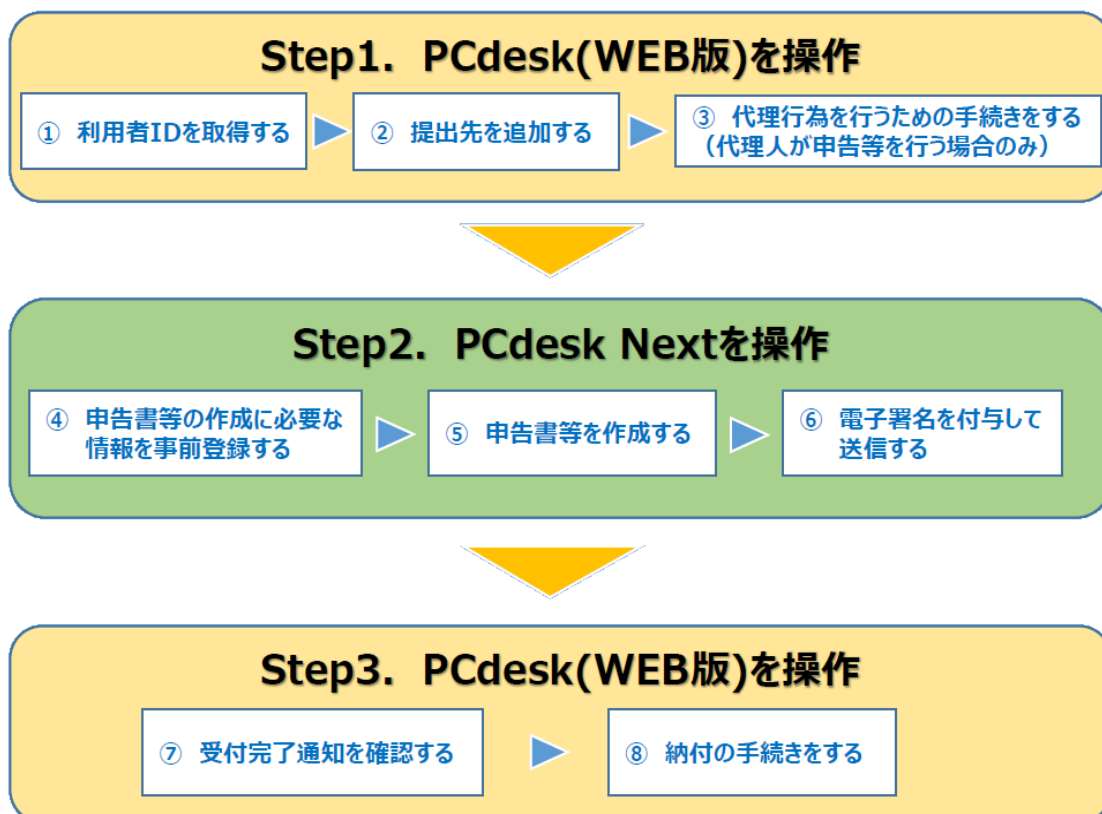 Step1. PCdesk(WEB版)を操作
① 利用者IDを取得する
② 提出先を追加する
③ 代理行為を行うための手続きをする
（代理人が申告等を行う場合のみ）
Step2. PCdesk Nextを操作
④ 申告書等の作成に必要な
情報を事前登録する
⑤ 申告書等を作成する
⑥ 電子署名を付与して
送信する
Step3. PCdesk(WEB版)を操作
⑦ 受付完了通知を確認する
⑧ 納付の手続きをする